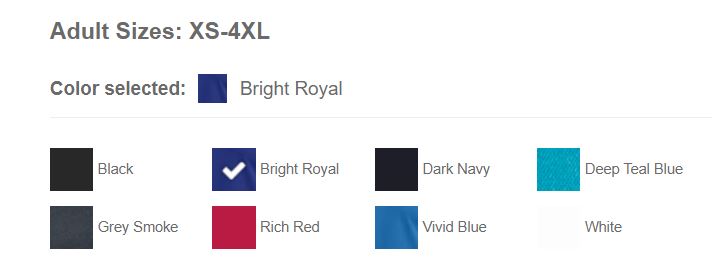 Adult Sizes: XS-4XL
Color selected: Bright Royal
Black Bright Royal Dark Navy Deep Teal Blue
Grey Smoke Rich Red Vivid Blue White